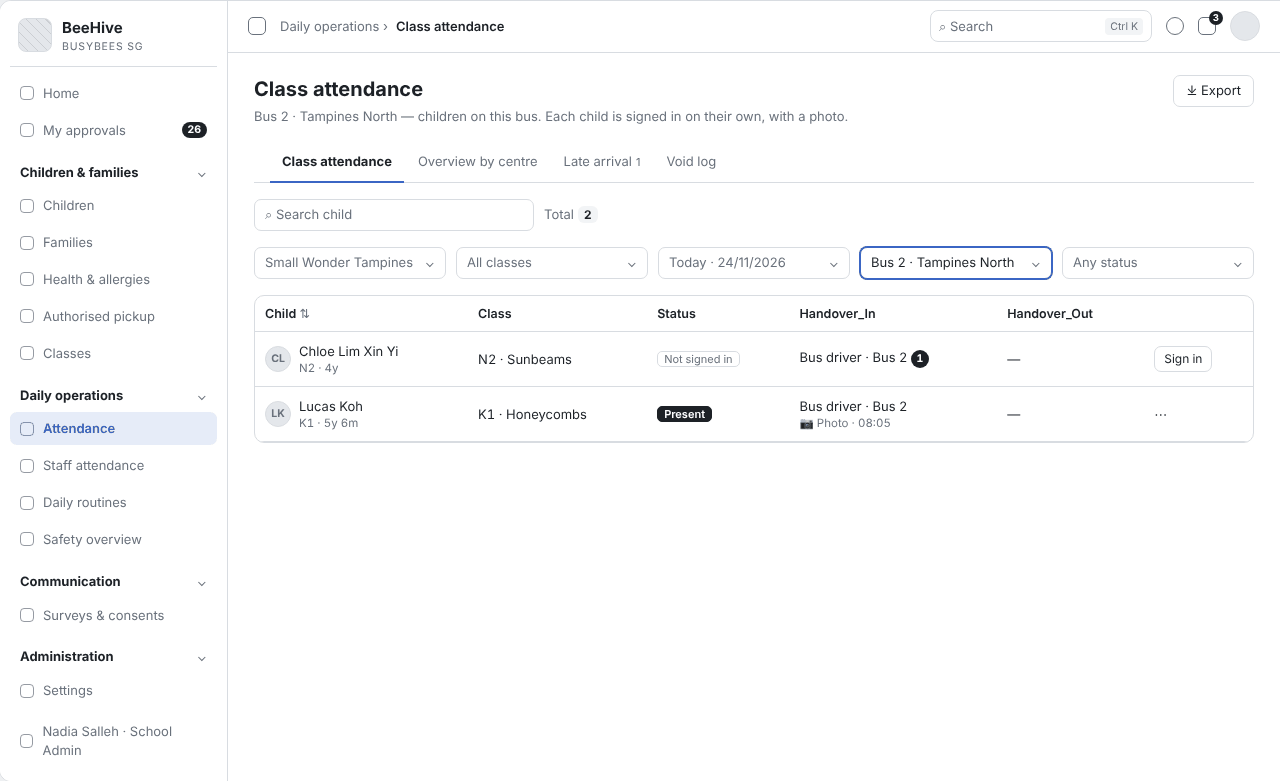 BeeHive
BUSYBEES SG
Home
My approvals 26
Children & families
Children
Families
Health & allergies
Authorised pickup
Classes
Daily operations
Attendance
Staff attendance
Daily routines
Safety overview
Communication
Surveys & consents
Administration
Settings
Nadia Salleh · School
Admin
Daily operations › Class attendance
Search Ctrl K
3
Class attendance
Export
Bus 2 · Tampines North — children on this bus. Each child is signed in on their own, with a photo.
Class attendance Overview by centre Late arrival 1 Void log
Search child Total 2
Small Wonder Tampines All classes Today · 24/11/2026 Bus 2 · Tampines North Any status
Child ⇅ Class Status Handover_In Handover_Out
CL Chloe Lim Xin Yi N2 · Sunbeams Not signed in Bus driver · Bus 2 1 — Sign in
N2 · 4y
LK Lucas Koh K1 · Honeycombs Present Bus driver · Bus 2 — ⋯
K1 · 5y 6m 📷 Photo · 08:05